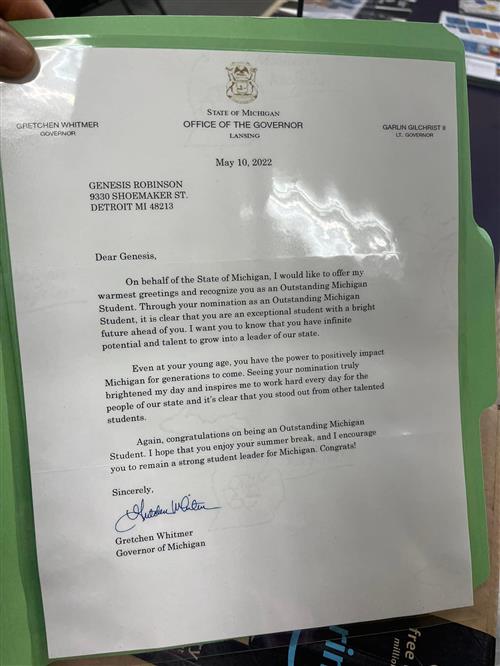 STATE OF MICHIGAN
GRETCHEN WHITMER
GOVERNOR
OFFICE OF THE GOVERNOR
LANSING
GARLIN GILCHRIST II
LT. GOVERNOR
May 10, 2022
GENESIS ROBINSON
9330 SHOEMAKER ST.
DETROIT MI 48213
Dear Genesis,
On behalf of the State of Michigan, I would like to offer my
warmest greetings and recognize you as an Outstanding Michigan
Student. Through your nomination as an Outstanding Michigan
Student, it is clear that you are an exceptional student with a bright
future ahead of you. I want you to know that you have infinite
potential and talent to grow into a leader of our state.
Even at your young age, you have the power to positively impact
Michigan for generations to come. Seeing your nomination truly
brightened my day and inspires me to work hard every day for the
people of our state and it's clear that you stood out from other talented
students.
Again, congratulations on being an Outstanding Michigan
Student. I hope that you enjoy your summer break, and I encourage
you to remain a strong student leader for Michigan. Congrats!
Sincerely,
Gretchen Whitmer
Gretchen Whitmer
Governor of Michigan
free